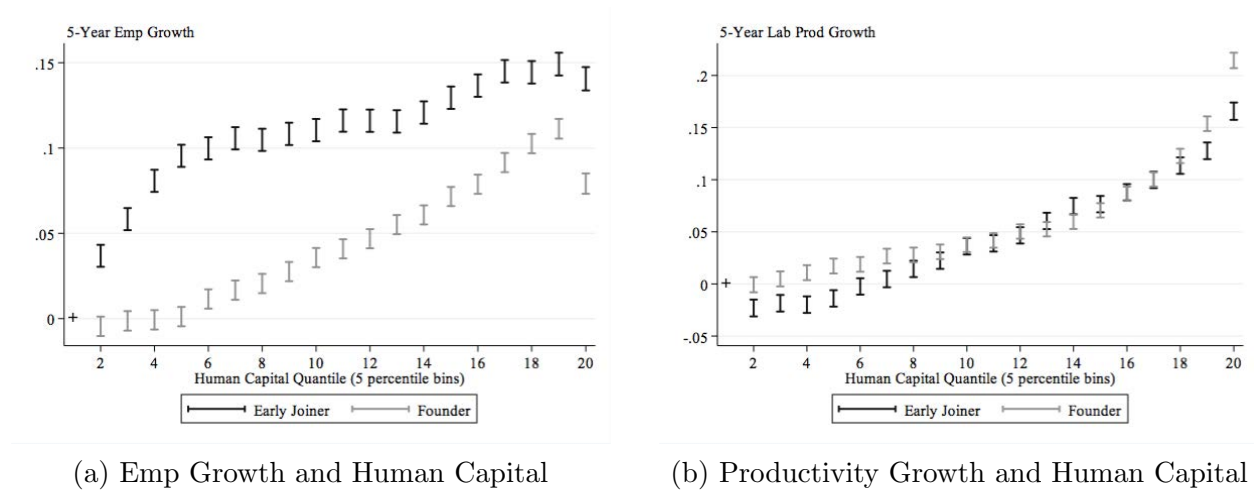 5-Year Emp Growth
.15
.1
.05
0
2 4 6 8 10 12 14 16 18 20
Human Capital Quantile (5 percentile bins)
Early Joiner Founder
(a) Emp Growth and Human Capital
5-Year Lab Prod Growth
.2
.15
.1
.05
0
-.05
2 4 6 8 10 12 14 16 18 20
Human Capital Quantile (5 percentile bins)
Early Joiner Founder
(b) Productivity Growth and Human Capital